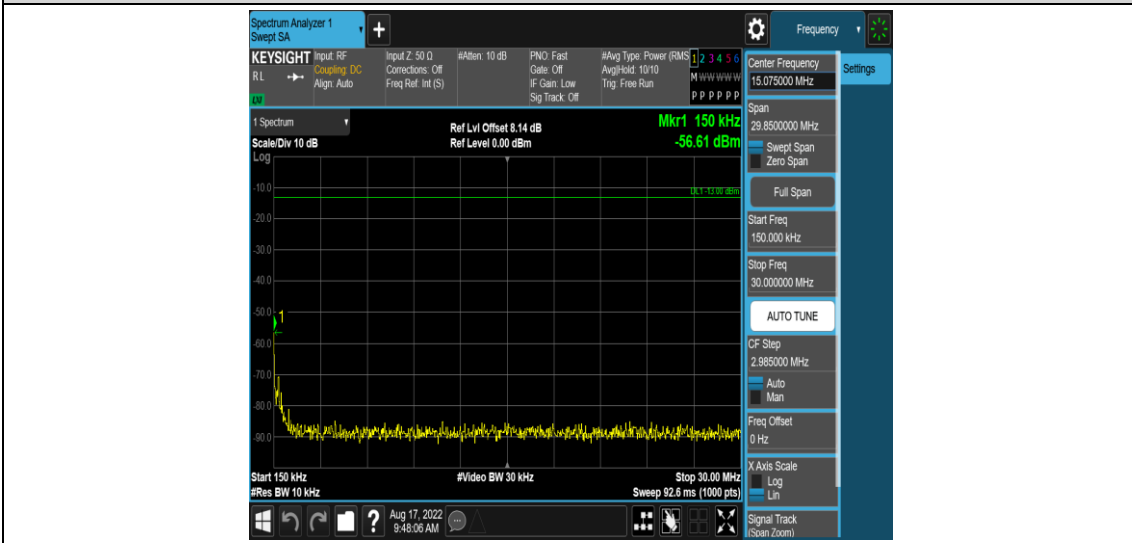 Spectrum Analyzer 1
Swept SA
+
Frequency
KEYSIGHT
RL
LXI
Input: RF
Coupling: DC
Align: Auto
Input Z: 50 Ω
Corrections: Off
Freq Ref: Int (S)
#Atten: 10 dB
PNO: Fast
Gate: Off
IF Gain: Low
Sig Track: Off
#Avg Type: Power (RMS
Avg|Hold: 10/10
Trig: Free Run
1 2 3 4 5 6
M W W W W W
P P P P P P
1 Spectrum
Scale/Div 10 dB
Log
Ref Lvl Offset 8.14 dB
Ref Level 0.00 dBm
Mkr1 150 kHz
-56.61 dBm
DL1 -13.00 dBm
-10.0
-20.0
-30.0
-40.0
-50.0
1
-60.0
-70.0
-80.0
-90.0
Start 150 kHz
#Res BW 10 kHz
#Video BW 30 kHz
Stop 30.00 MHz
Sweep 92.6 ms (1000 pts)
Center Frequency
15.075000 MHz
Settings
Span
29.8500000 MHz
Swept Span
Zero Span
Full Span
Start Freq
150.000 kHz
Stop Freq
30.000000 MHz
AUTO TUNE
CF Step
2.985000 MHz
Auto
Man
Freq Offset
0 Hz
X Axis Scale
Log
Lin
Signal Track
(Span Zoom)
?
Aug 17, 2022
9:48:06 AM